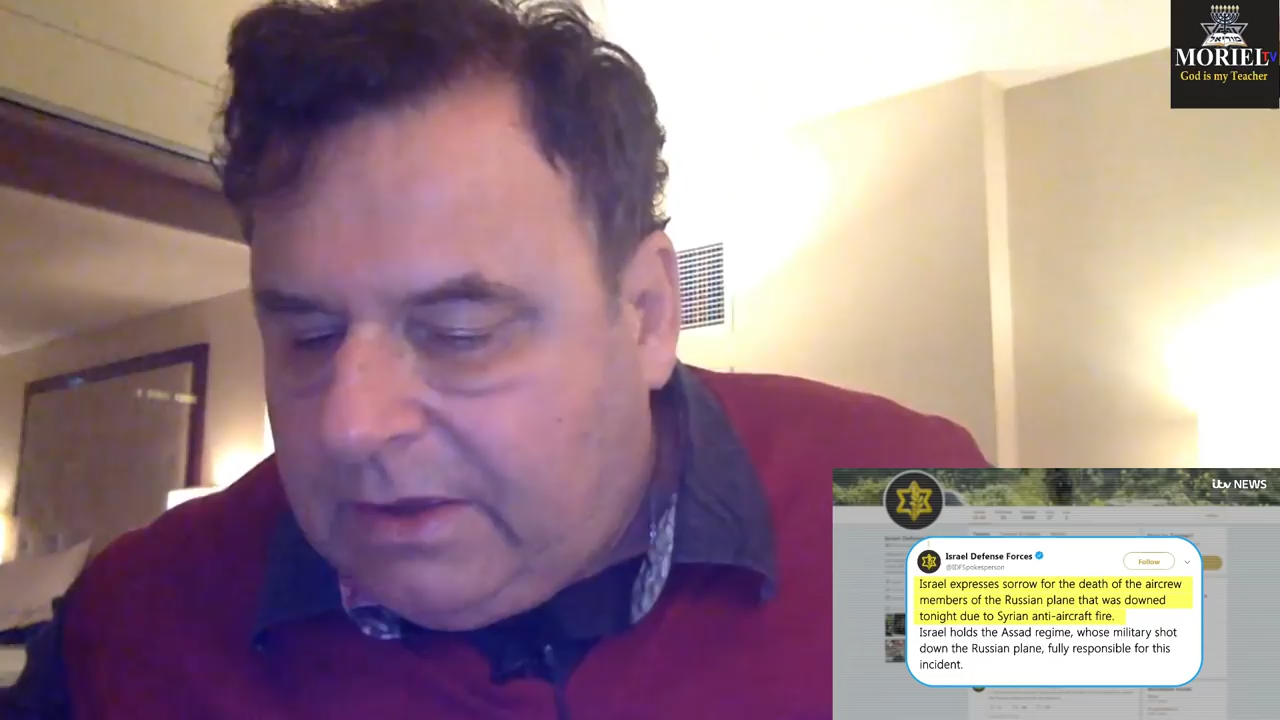 מוריאל
MORIEL TV
God is my Teacher
itv NEWS
Israel Defense Forces
@IDFSpokesperson
Follow
Israel expresses sorrow for the death of the aircrew
members of the Russian plane that was downed
tonight due to Syrian anti-aircraft fire.
Israel holds the Assad regime, whose military shot
down the Russian plane, fully responsible for this
incident.